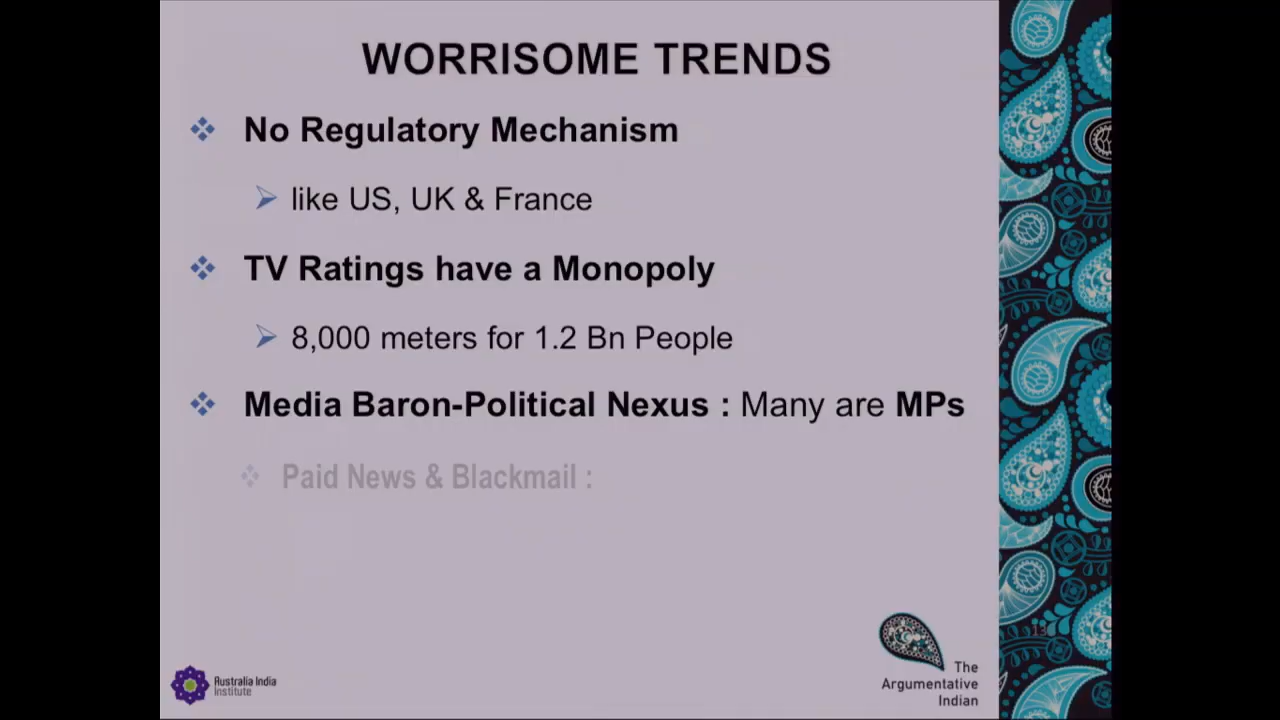 WORRISOME TRENDS
No Regulatory Mechanism
like US, UK & France
TV Ratings have a Monopoly
8,000 meters for 1.2 Bn People
Media Baron-Political Nexus : Many are MPs
Paid News & Blackmail :
13
The
Argumentative
Indian
Australia India
Institute